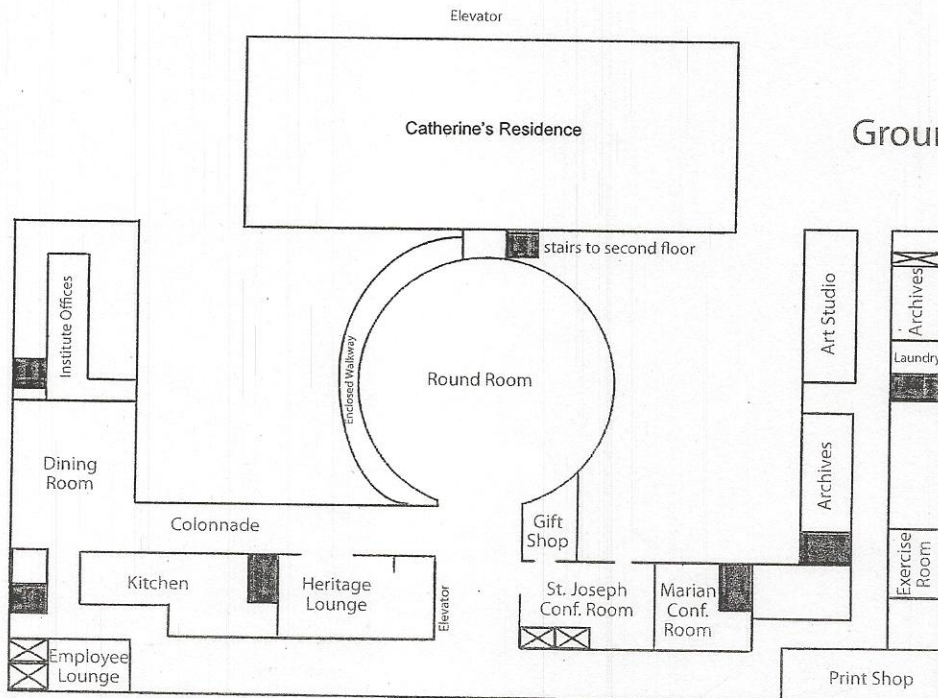 Elevator
Catherine's Residence
Groun
stairs to second floor
Institute Offices
Enclosed Walkway
Round Room
Art Studio
Archives
Laundry
Dining
Room
Archives
Colonnade
Gift
Shop
Kitchen
Heritage
Lounge
Elevator
St. Joseph
Conf. Room
Marian
Conf.
Room
Exercise
Room
Employee
Lounge
Print Shop